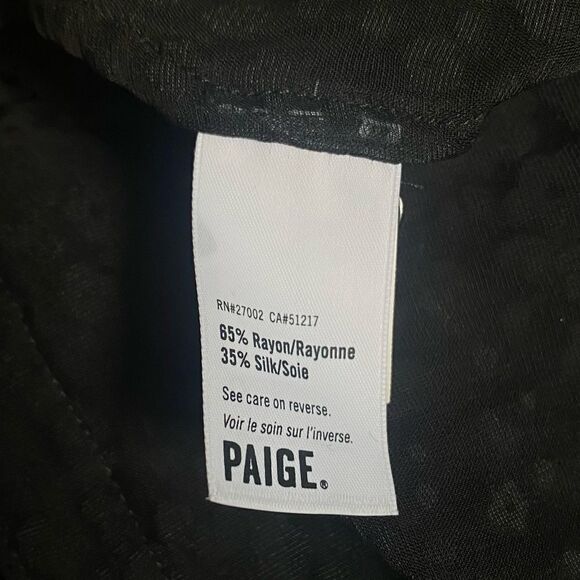 RN#27002 CA#51217
65% Rayon/Rayonne
35% Silk/Soie
See care on reverse.
Voir le soin sur l'inverse.
PAIGE®